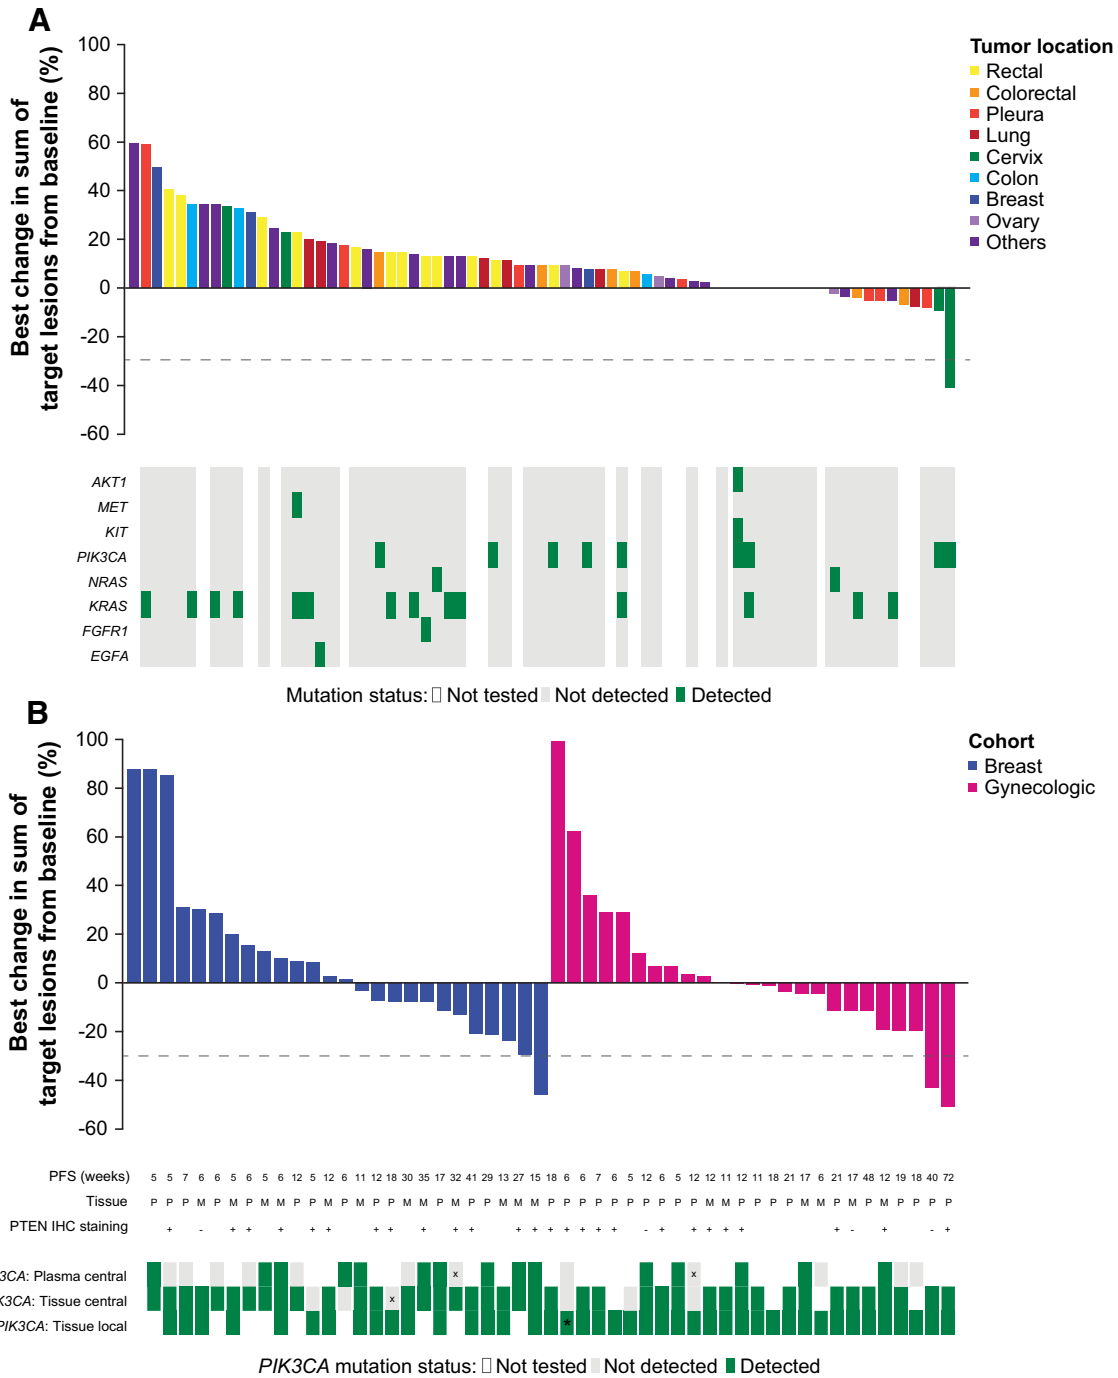 A
100
80
60
40
20
0
-20
-40
-60
Best change in sum of
target lesions from baseline (%)
Tumor location
Rectal
Colorectal
Pleura
Lung
Cervix
Colon
Breast
Ovary
Others
AKT1
MET
KIT
PIK3CA
NRAS
KRAS
FGFR1
EGFA
Mutation status: Not tested Not detected Detected
B
100
80
60
40
20
0
-20
-40
-60
Best change in sum of
target lesions from baseline (%)
Cohort
Breast
Gynecologic
PFS (weeks) 5 5 7 6 6 5 6 5 6 12 5 12 6 11 12 18 30 35 17 32 41 29 13 27 15 18 6 6 7 6 5 12 6 5 12 12 11 12 11 18 21 17 6 21 17 48 12 19 18 40 72
Tissue P P P M P M P M M P P M P M P M M P M M P P M M M P P P P P P M P P P M M P P P P M M P M M M P P P P
PTEN IHC staining + - + + + + + + + + + + + + + + + + + - + + + + + + - + - +
3CA: Plasma central x x
K3CA: Tissue central x
PIK3CA: Tissue local *
PIK3CA mutation status: Not tested Not detected Detected